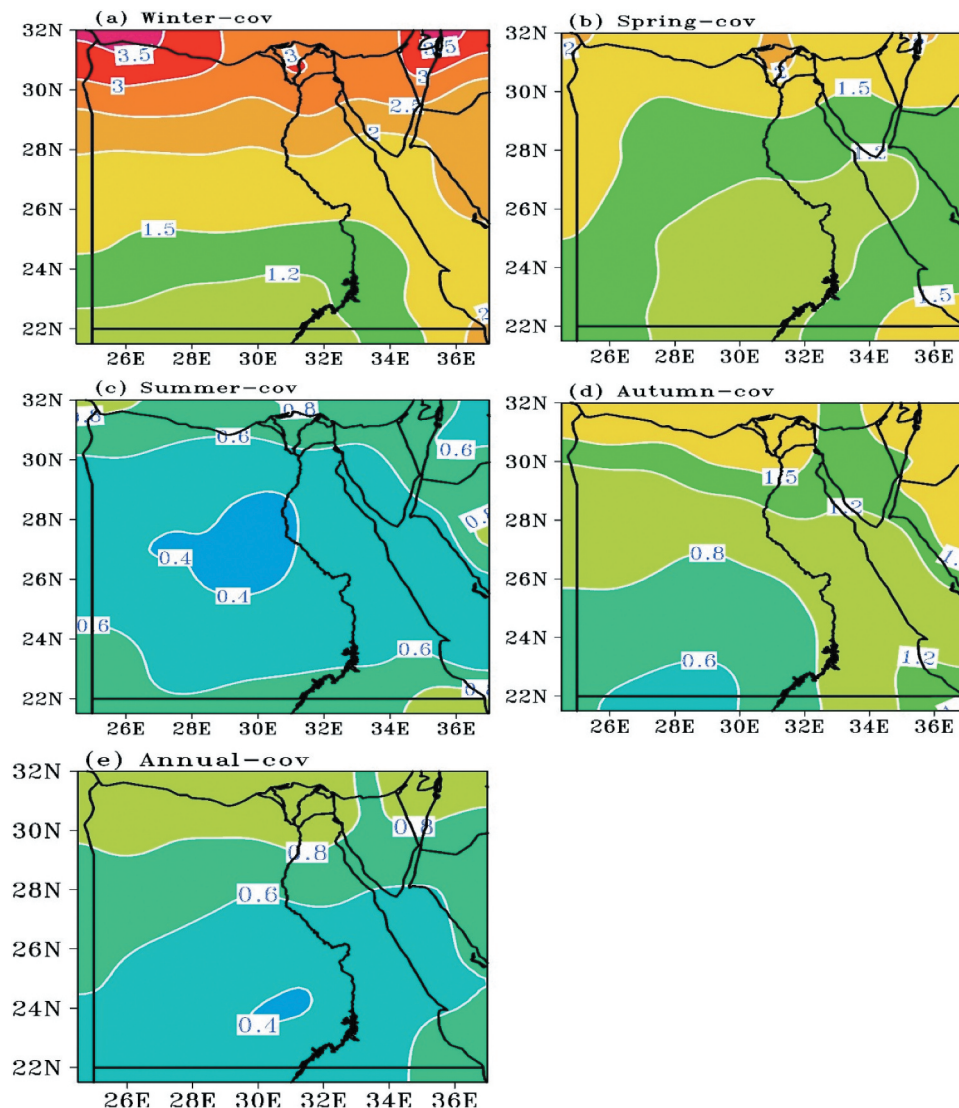 (a) Winter-cov
32N
30N
28N
26N
24N
22N
3.5
3
3
3
2.5
2
1.5
1.2
2
26E 28E 30E 32E 34E 36E
(b) Spring-cov
32N
30N
28N
26N
24N
22N
2
1.5
1.2
1.5
26E 28E 30E 32E 34E 36E
(c) Summer-cov
32N
30N
28N
26N
24N
22N
0.8
0.6
0.6
0.4
0.4
0.6
0.6
26E 28E 30E 32E 34E 36E
(d) Autumn-cov
32N
30N
28N
26N
24N
22N
1.5
1.2
0.8
0.6
1.2
26E 28E 30E 32E 34E 36E
(e) Annual-cov
32N
30N
28N
26N
24N
22N
0.8
0.8
0.6
0.4
26E 28E 30E 32E 34E 36E